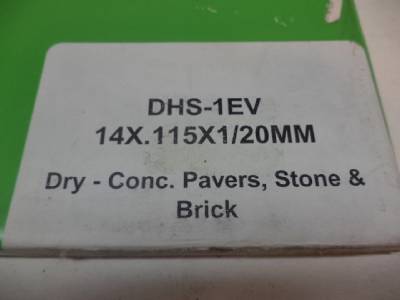 DHS-1EV
14X.115X1/20MM
Dry - Conc. Pavers, Stone &
Brick